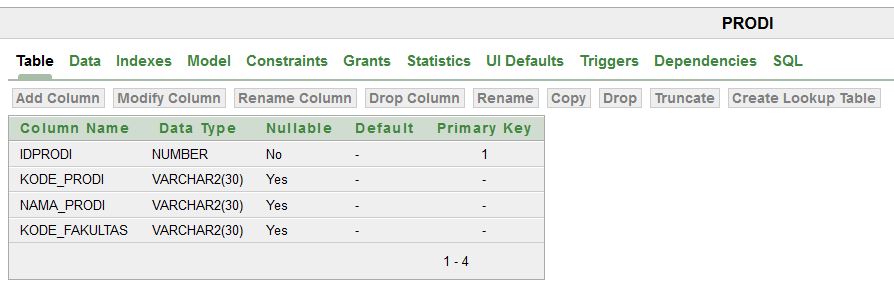 PRODI
Table Data Indexes Model Constraints Grants Statistics UI Defaults Triggers Dependencies SQL
Add Column Modify Column Rename Column Drop Column Rename Copy Drop Truncate Create Lookup Table
Column Name Data Type Nullable Default Primary Key
IDPRODI NUMBER No - 1
KODE_PRODI VARCHAR2(30) Yes - -
NAMA_PRODI VARCHAR2(30) Yes - -
KODE_FAKULTAS VARCHAR2(30) Yes - -
1 - 4